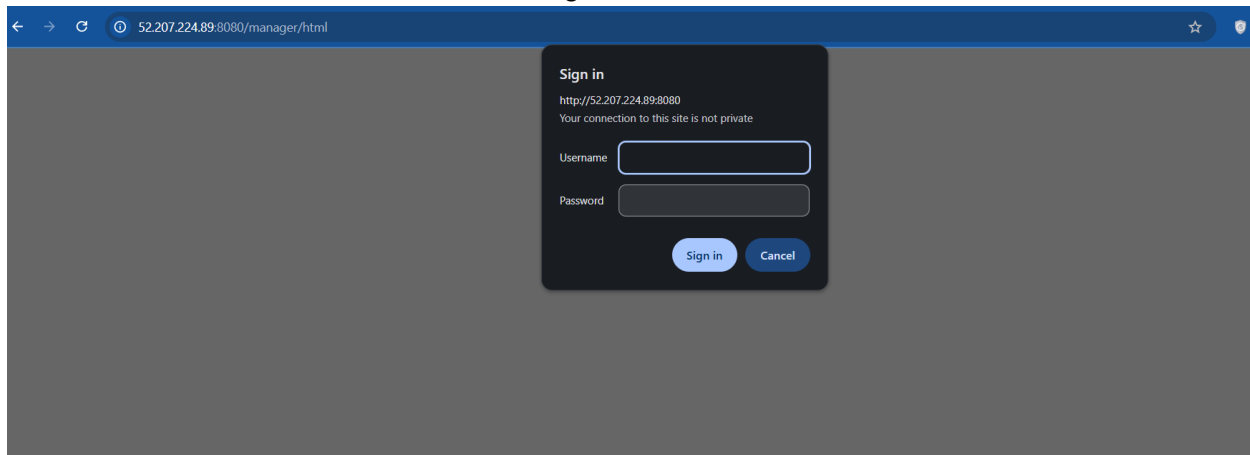 52.207.224.89:8080/manager/html
Sign in
http://52.207.224.89:8080
Your connection to this site is not private
Username
Password
Sign in Cancel